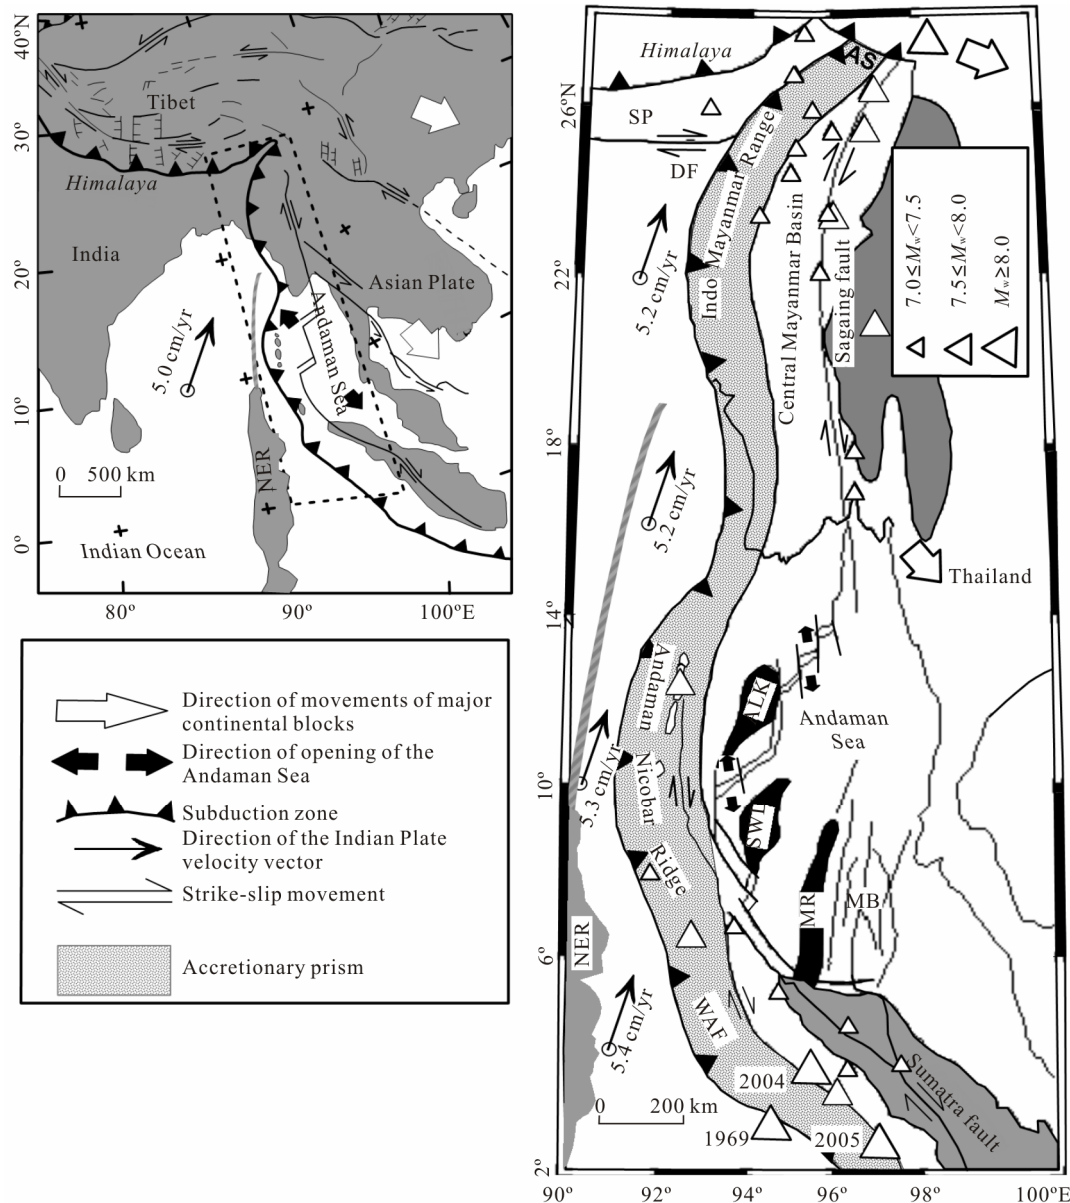 40°N
30°
20°
10°
0°
80°
90°
100°E
Tibet
Himalaya
India
Asian Plate
Andaman Sea
5.0 cm/yr
NER
0 500 km
Indian Ocean
Direction of movements of major
continental blocks
Direction of opening of the
Andaman Sea
Subduction zone
Direction of the Indian Plate
velocity vector
Strike-slip movement
Accretionary prism
26°N
22°
18°
14°
10°
6°
2°
90°
92°
94°
96°
98°
100°E
Himalaya
AS
SP
DF
Indo Mayanmar Range
Central Mayanmar Basin
Sagaing fault
7.0≤Mw<7.5
7.5≤Mw<8.0
Mw≥8.0
5.2 cm/yr
5.2 cm/yr
Thailand
Andaman
Nicobar
Ridge
ALK
Andaman
Sea
5.3 cm/yr
SWL
MR
MB
NER
WAF
5.4 cm/yr
2004
0 200 km
1969
2005
Sumatra fault